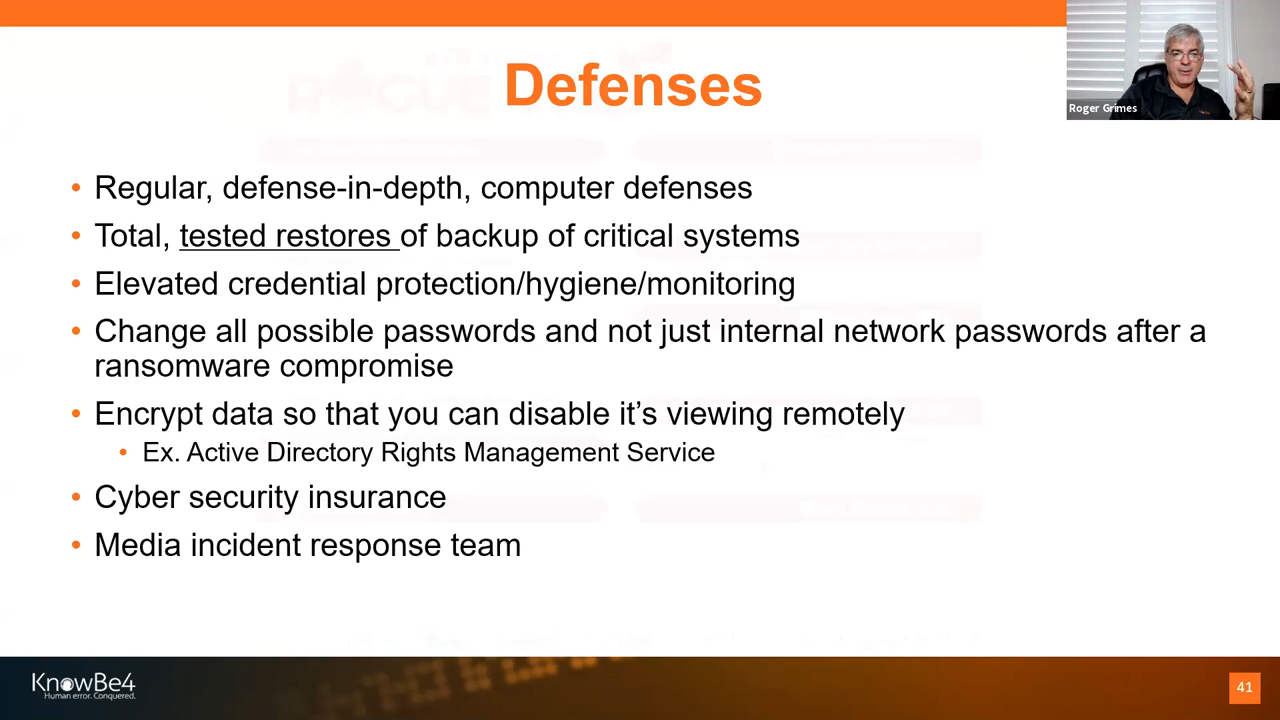 Defenses
Roger Grimes
• Regular, defense-in-depth, computer defenses
• Total, tested restores of backup of critical systems
• Elevated credential protection/hygiene/monitoring
• Change all possible passwords and not just internal network passwords after a
ransomware compromise
• Encrypt data so that you can disable it’s viewing remotely
• Ex. Active Directory Rights Management Service
• Cyber security insurance
• Media incident response team
KnowBe4
Human error. Conquered.
41